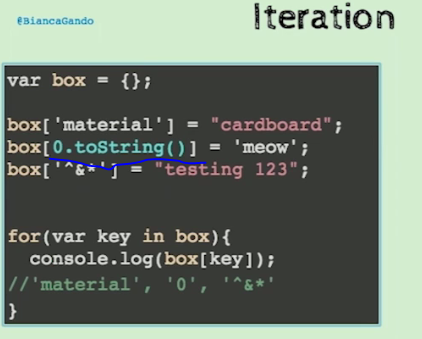 @BiancaGando
Iteration
var box = {};
box['material'] = "cardboard";
box[0.toString()] = 'meow';
box['^&*'] = "testing 123";
for(var key in box){
console.log(box[key]);
//'material', '0', '^&*'
}